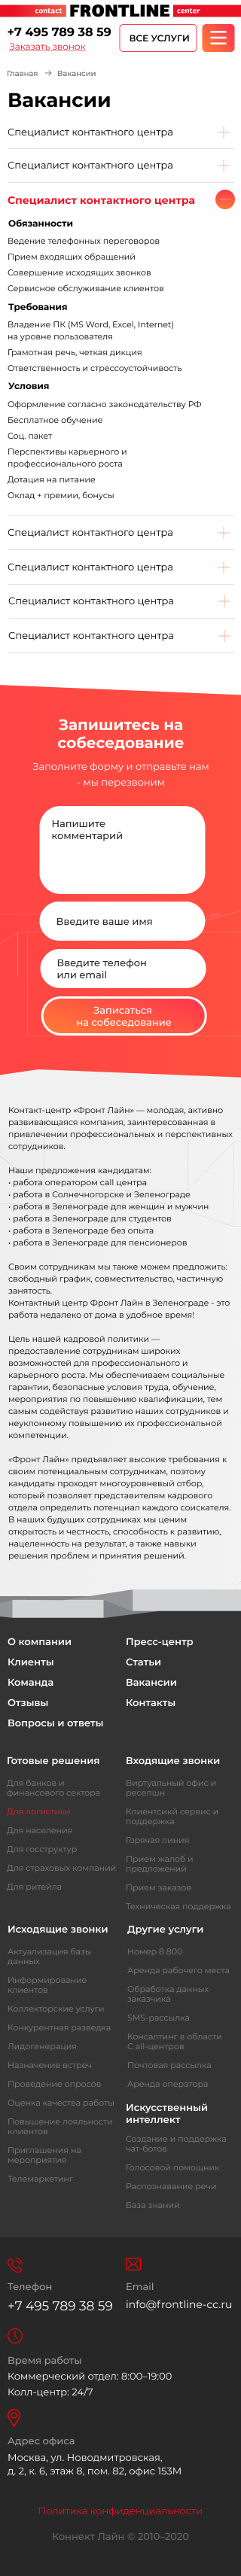 contact FRONTLINE center
+7 495 789 38 59
Заказать звонок
ВСЕ УСЛУГИ
Главная → Вакансии
Вакансии
Специалист контактного центра
Специалист контактного центра
Специалист контактного центра
Обязанности
Ведение телефонных переговоров
Прием входящих обращений
Совершение исходящих звонков
Сервисное обслуживание клиентов
Требования
Владение ПК (MS Word, Excel, Internet)
на уровне пользователя
Грамотная речь, четкая дикция
Ответственность и стрессоустойчивость
Условия
Оформление согласно законодательству РФ
Бесплатное обучение
Соц. пакет
Перспективы карьерного и
профессионального роста
Дотация на питание
Оклад + премии, бонусы
Специалист контактного центра
Специалист контактного центра
Специалист контактного центра
Специалист контактного центра
Запишитесь на
собеседование
Заполните форму и отправьте нам
- мы перезвоним
Напишите
комментарий
Введите ваше имя
Введите телефон
или email
Записаться
на собеседование
Контакт-центр «Фронт Лайн» — молодая, активно
развивающаяся компания, заинтересованная в
привлечении профессиональных и перспективных
сотрудников.
Наши предложения кандидатам:
• работа оператором call центра
• работа в Солнечногорске и Зеленограде
• работа в Зеленограде для женщин и мужчин
• работа в Зеленограде для студентов
• работа в Зеленограде без опыта
• работа в Зеленограде для пенсионеров
Своим сотрудникам мы также можем предложить:
свободный график, совместительство, частичную
занятость.
Контактный центр Фронт Лайн в Зеленограде - это
работа недалеко от дома в удобное время!
Цель нашей кадровой политики —
предоставление сотрудникам широких
возможностей для профессионального и
карьерного роста. Мы обеспечиваем социальные
гарантии, безопасные условия труда, обучение,
мероприятия по повышению квалификации, тем
самым содействуя развитию наших сотрудников и
неуклонному повышению их профессиональной
компетенции.
«Фронт Лайн» предъявляет высокие требования к
своим потенциальным сотрудникам, поэтому
кандидаты проходят многоуровневый отбор,
который позволяет представителям кадрового
отдела определить потенциал каждого соискателя.
В наших будущих сотрудниках мы ценим
открытость и честность, способность к развитию,
нацеленность на результат, а также навыки
решения проблем и принятия решений.
О компании
Пресс-центр
Клиенты
Статьи
Команда
Вакансии
Отзывы
Контакты
Вопросы и ответы
Готовые решения
Для банков и
финансового сектора
Для логистики
Для населения
Для госструктур
Для страховых компаний
Для ритейла
Входящие звонки
Виртуальный офис и
ресепшн
Клиентсий сервис и
поддержка
Горячая линия
Прием жалоб и
предложений
Прием заказов
Техническая поддержка
Исходящие звонки
Актуализация базы
данных
Информирование
клиентов
Коллекторские услуги
Конкурентная разведка
Лидогенерация
Назначение встреч
Проведение опросов
Оценка качества работы
Повышение лояльности
клиентов
Приглашения на
мероприятия
Телемаркетинг
Другие услуги
Номер 8 800
Аренда рабочего места
Обработка данных
заказчика
SMS-рассылка
Консалтинг в области
С all-центров
Почтовая рассылка
Аренда оператора
Искусственный
интеллект
Создание и поддержка
чат-ботов
Голосовой помощник
Распознавание речи
База знаний
Телефон
+7 495 789 38 59
Email
info@frontline-cc.ru
Время работы
Коммерческий отдел: 8:00–19:00
Колл-центр: 24/7
Адрес офиса
Москва, ул. Новодмитровская,
д. 2, к. 6, этаж 8, пом. 82, офис 153М
Политика конфиденциальности
Коннект Лайн © 2010–2020